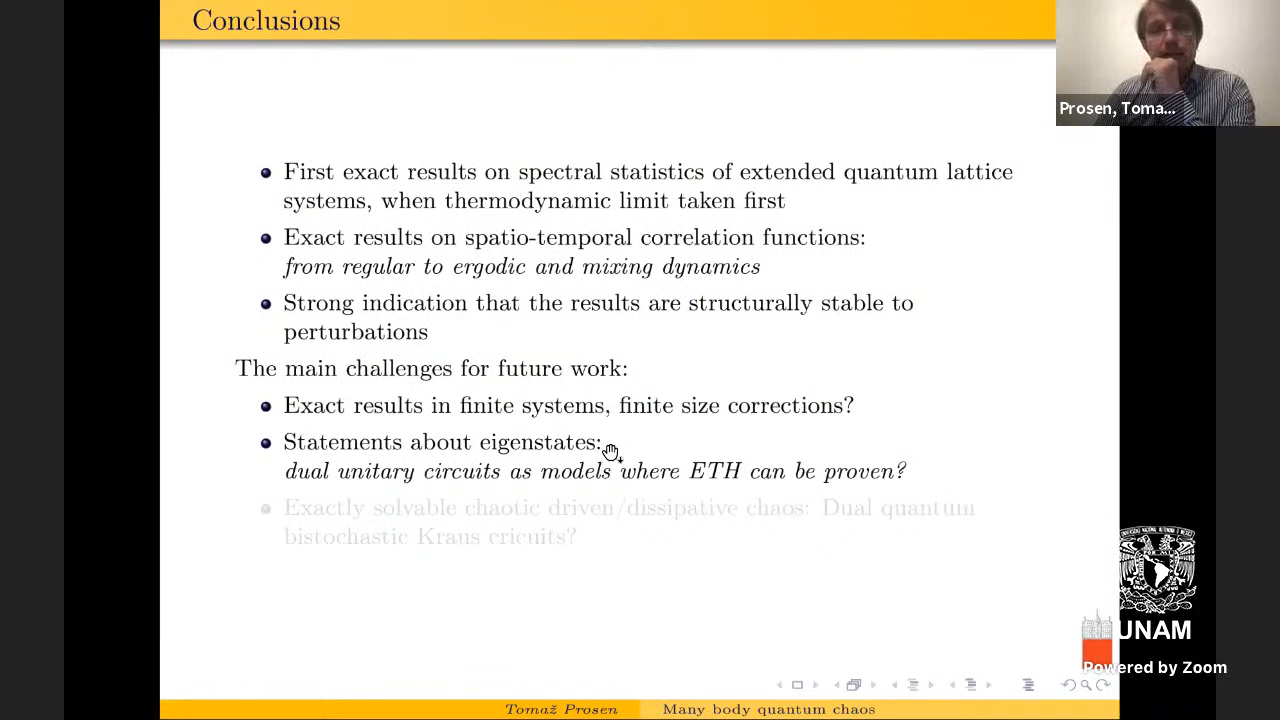 Conclusions
Prosen, Toma...
First exact results on spectral statistics of extended quantum lattice
systems, when thermodynamic limit taken first
Exact results on spatio-temporal correlation functions:
from regular to ergodic and mixing dynamics
Strong indication that the results are structurally stable to
perturbations
The main challenges for future work:
Exact results in finite systems, finite size corrections?
Statements about eigenstates:
dual unitary circuits as models where ETH can be proven?
Exactly solvable chaotic driven/dissipative chaos: Dual quantum
bistochastic Kraus cricuits?
UNAM
Powered by Zoom
Tomaž Prosen
Many body quantum chaos